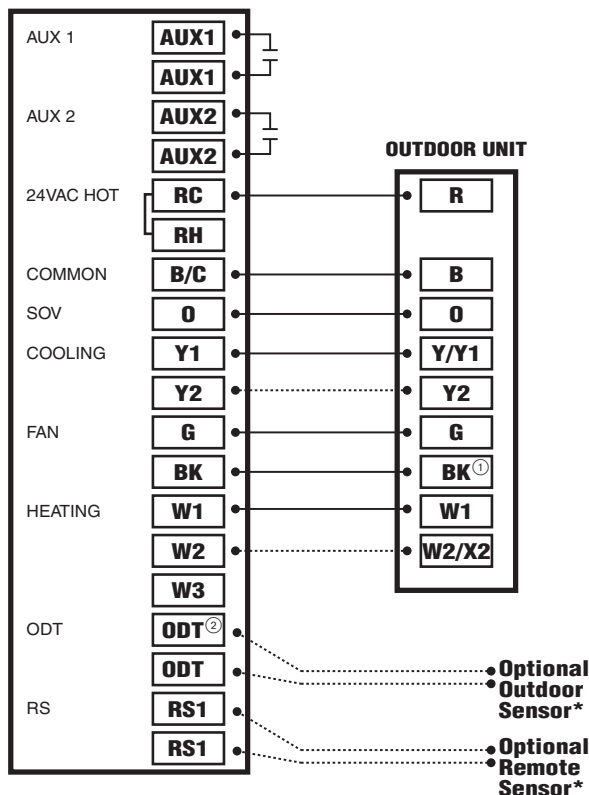 AUX 1 AUX1
AUX1
AUX 2 AUX2
AUX2
OUTDOOR UNIT
24VAC HOT RC R
RH
COMMON B/C B
SOV O O
COOLING Y1 Y/Y1
Y2 Y2
FAN G G
BK BK①
HEATING W1 W1
W2 W2/X2
W3
ODT ODT②
ODT
Optional
Outdoor
Sensor*
RS RS1
RS1
Optional
Remote
Sensor*